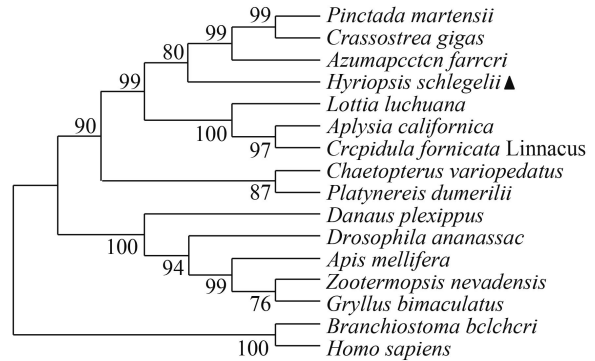 99 Pinctada martensii
99 Crassostrea gigas
80 Azumapcctcn farrcri
99 Hyriopsis schlegelii▲
Lottia luchuana
100 Aplysia californica
90 97 Crcpidula fornicata Linnacus
Chaetopterus variopedatus
87 Platynereis dumerilii
Danaus plexippus
100 Drosophila ananassac
94 Apis mellifera
99 Zootermopsis nevadensis
76 Gryllus bimaculatus
Branchiostoma bclchcri
100 Homo sapiens